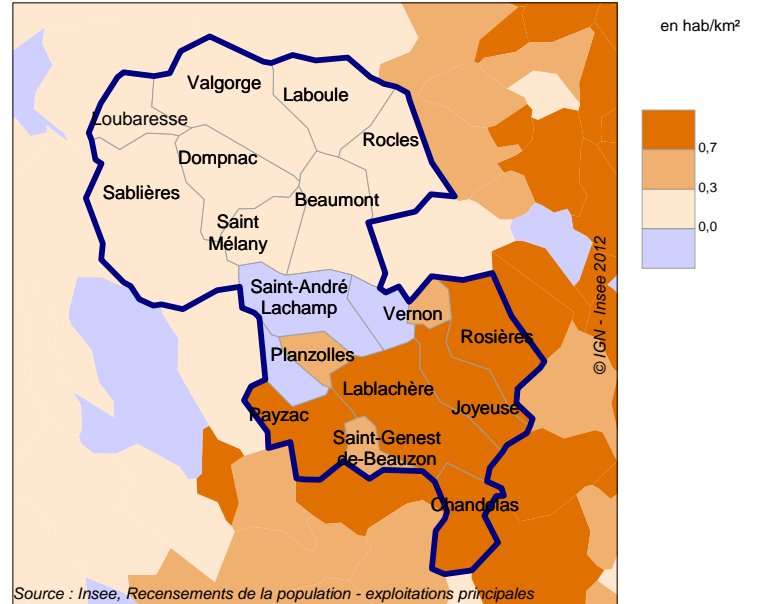 en hab/km²
0,7
0,3
0,0
Valgorge
Laboule
Loubaresse
Rocles
Dompnac
Sablières
Beaumont
Saint
Mélany
Saint-André
Lachamp
Vernon
Rosières
Planzolles
Lablachère
Joyeuse
Payzac
Saint-Genest
de-Beauzon
Chandolas
© IGN - Insee 2012
Source : Insee, Recensements de la population - exploitations principales